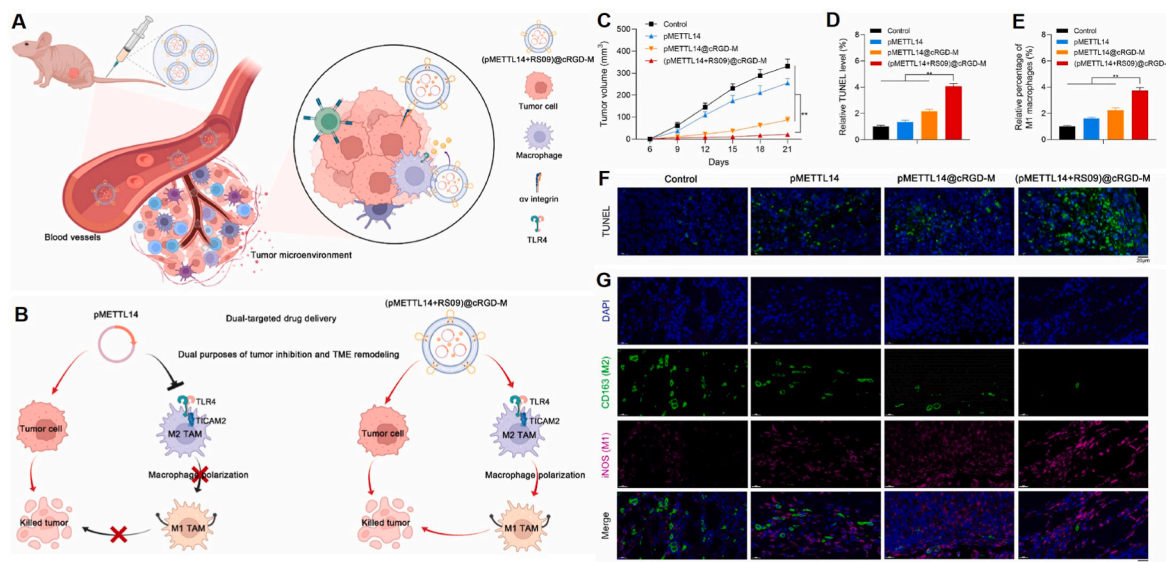 A
(pMETTL14+RS09)@cRGD-M
Tumor cell
Macrophage
αv integrin
TLR4
Blood vessels
Tumor microenvironment
B
pMETTL14
Dual-targeted drug delivery
(pMETTL14+RS09)@cRGD-M
Dual purposes of tumor inhibition and TME remodeling
TLR4
TICAM2
Tumor cell
M2 TAM
Macrophage polarization
Killed tumor
M1 TAM
TLR4
TICAM2
Tumor cell
M2 TAM
Macrophage polarization
Killed tumor
M1 TAM
C
Control
pMETTL14
pMETTL14@cRGD-M
(pMETTL14+RS09)@cRGD-M
Tumor volume (mm3)
400
300
200
100
0
6 9 12 15 18 21
Days
**
D
Control
pMETTL14
pMETTL14@cRGD-M
(pMETTL14+RS09)@cRGD-M
Relative TUNEL level (%)
8
6
4
2
0
**
E
Control
pMETTL14
pMETTL14@cRGD-M
(pMETTL14+RS09)@cRGD-M
Relative percentage of
M1 macrophages (%)
8
6
4
2
0
**
F
Control pMETTL14 pMETTL14@cRGD-M (pMETTL14+RS09)@cRGD-M
TUNEL
20μm
G
DAPI
CD163 (M2)
iNOS (M1)
Merge